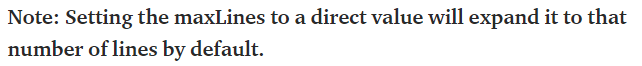 Note: Setting the maxLines to a direct value will expand it to that
number of lines by default.